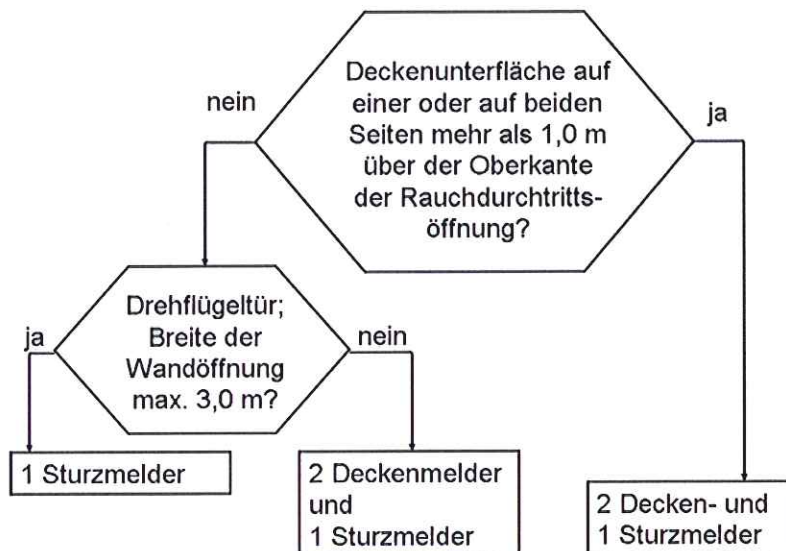 Deckenunterfläche auf
einer oder auf beiden
Seiten mehr als 1,0 m
über der Oberkante
der Rauchdurchtritts-
öffnung?
nein
ja
Drehflügeltür;
Breite der
Wandöffnung
max. 3,0 m?
ja
nein
1 Sturzmelder
2 Deckenmelder
und
1 Sturzmelder
2 Decken- und
1 Sturzmelder